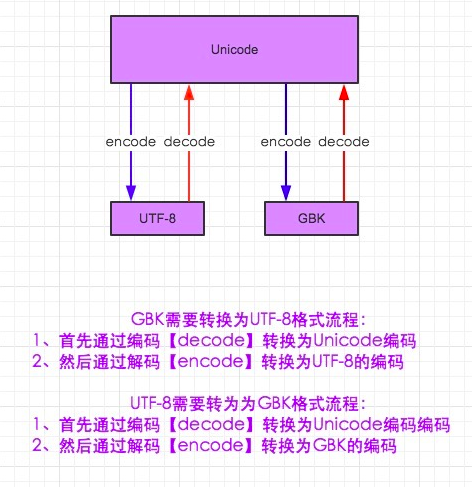 Unicode
encode decode encode decode
UTF-8 GBK
GBK需要转换为UTF-8格式流程：
1、首先通过编码【decode】转换为Unicode编码
2、然后通过解码【encode】转换为UTF-8的编码
UTF-8需要转为为GBK格式流程：
1、首先通过编码【decode】转换为Unicode编码编码
2、然后通过解码【encode】转换为GBK的编码